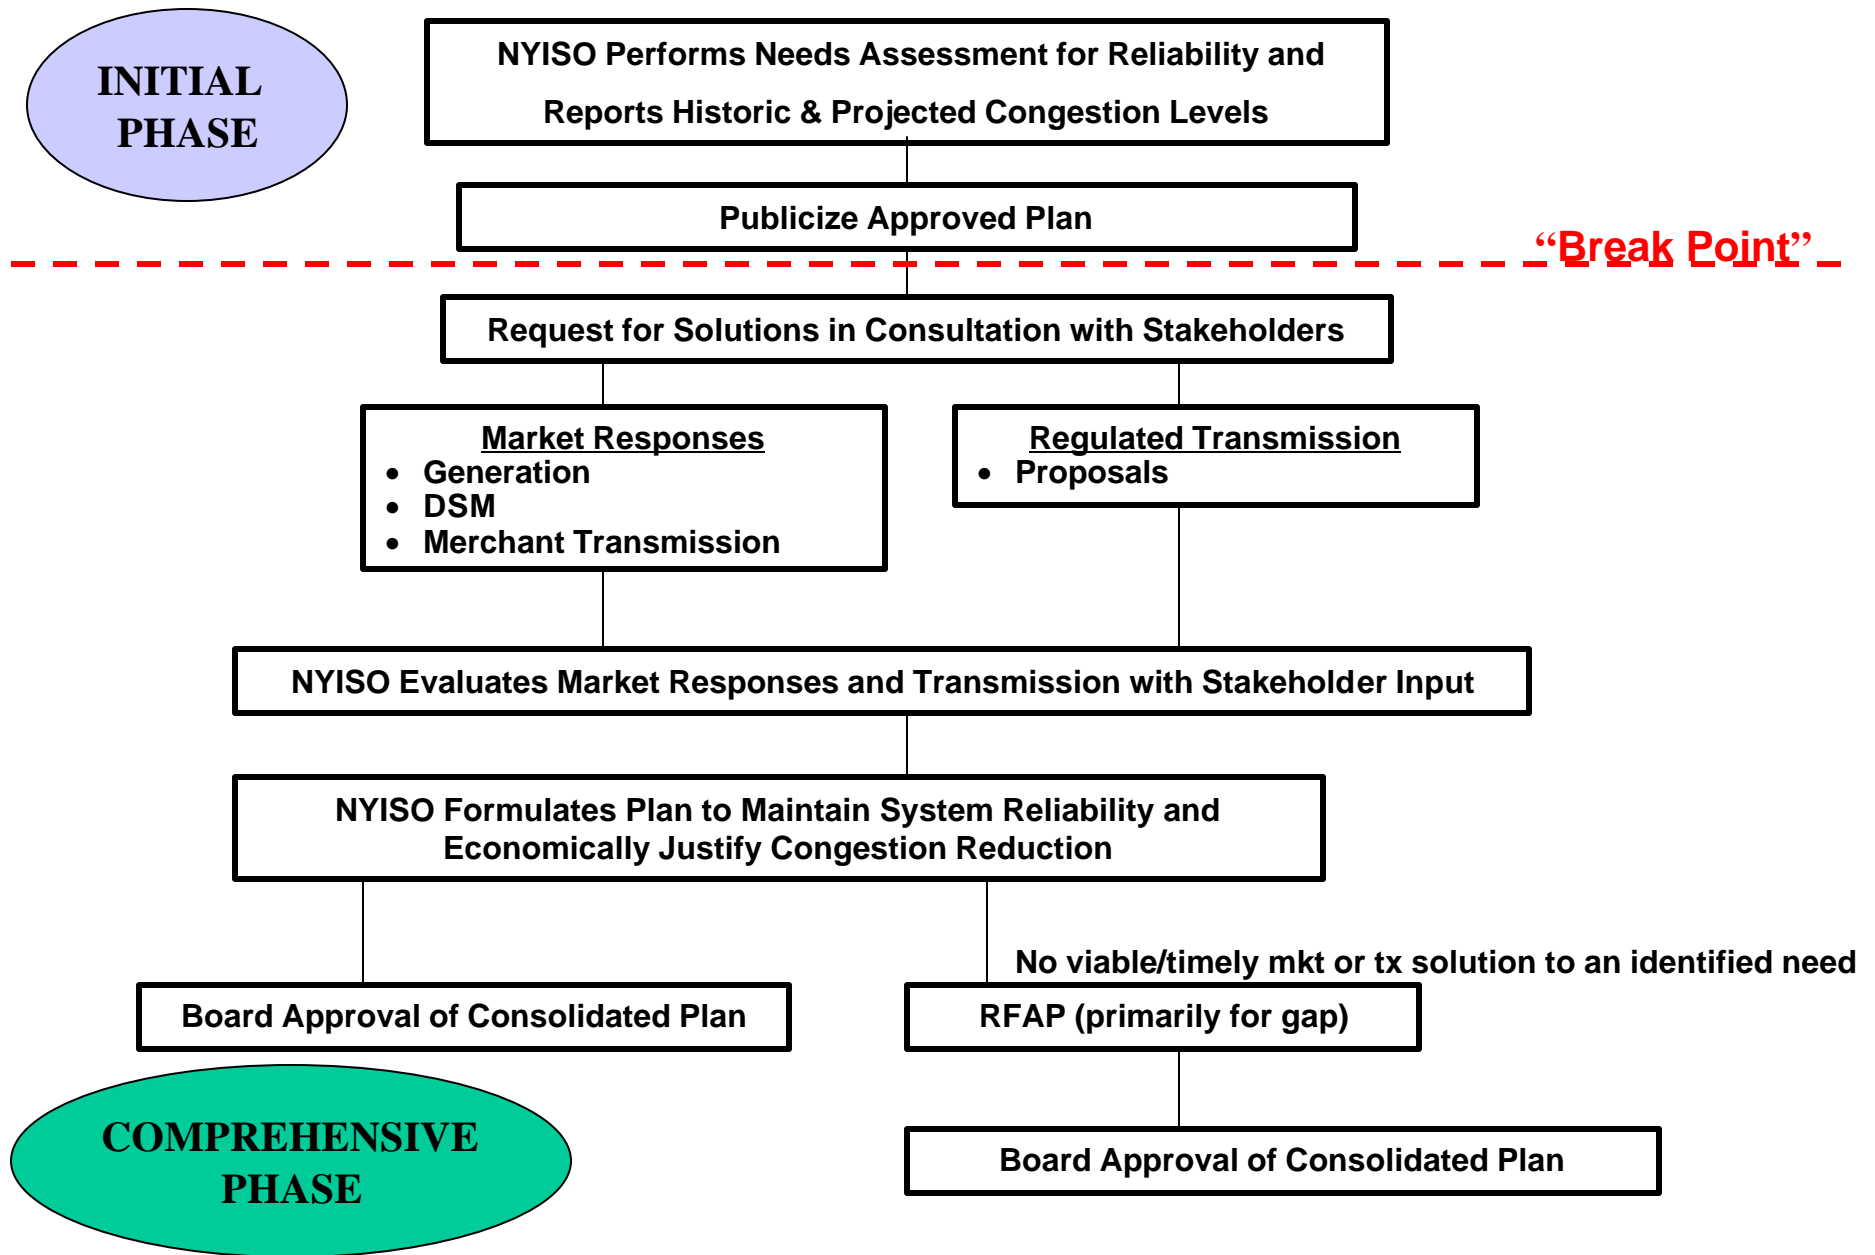 INITIAL
PHASE
NYISO Performs Needs Assessment for Reliability and
Reports Historic & Projected Congestion Levels
Publicize Approved Plan
“Break Point”
Request for Solutions in Consultation with Stakeholders
Market Responses
• Generation
• DSM
• Merchant Transmission
Regulated Transmission
• Proposals
NYISO Evaluates Market Responses and Transmission with Stakeholder Input
NYISO Formulates Plan to Maintain System Reliability and
Economically Justify Congestion Reduction
No viable/timely mkt or tx solution to an identified need
Board Approval of Consolidated Plan
RFAP (primarily for gap)
COMPREHENSIVE
PHASE
Board Approval of Consolidated Plan